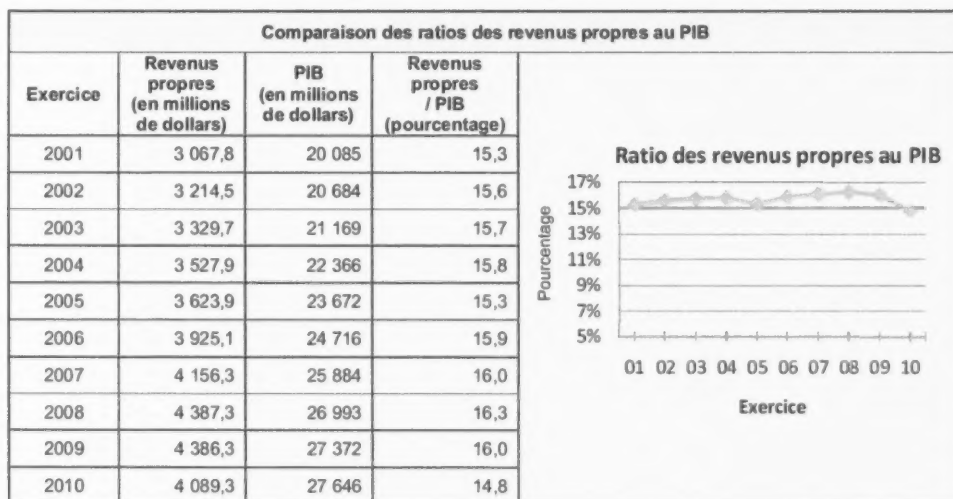 Comparaison des ratios des revenus propres au PIB
Exercice Revenus propres (en millions de dollars) PIB (en millions de dollars) Revenus propres / PIB (pourcentage)
2001 3 067,8 20 085 15,3
2002 3 214,5 20 684 15,6
2003 3 329,7 21 169 15,7
2004 3 527,9 22 366 15,8
2005 3 623,9 23 672 15,3
2006 3 925,1 24 716 15,9
2007 4 156,3 25 884 16,0
2008 4 387,3 26 993 16,3
2009 4 386,3 27 372 16,0
2010 4 089,3 27 646 14,8
Ratio des revenus propres au PIB
Pourcentage
17%
15%
13%
11%
9%
7%
5%
01 02 03 04 05 06 07 08 09 10
Exercice